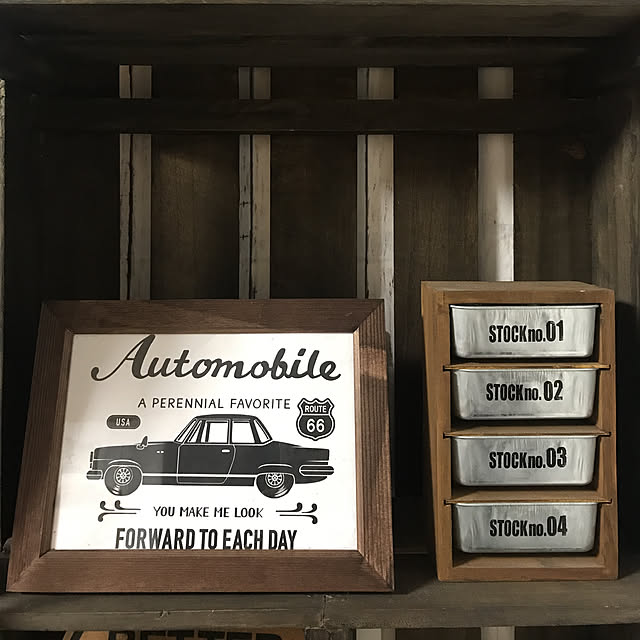 Automobile
A PERENNIAL FAVORITE
USA
ROUTE
66
YOU MAKE ME LOOK
FORWARD TO EACH DAY
STOCKno.01
STOCKno.02
STOCKno.03
STOCKno.04